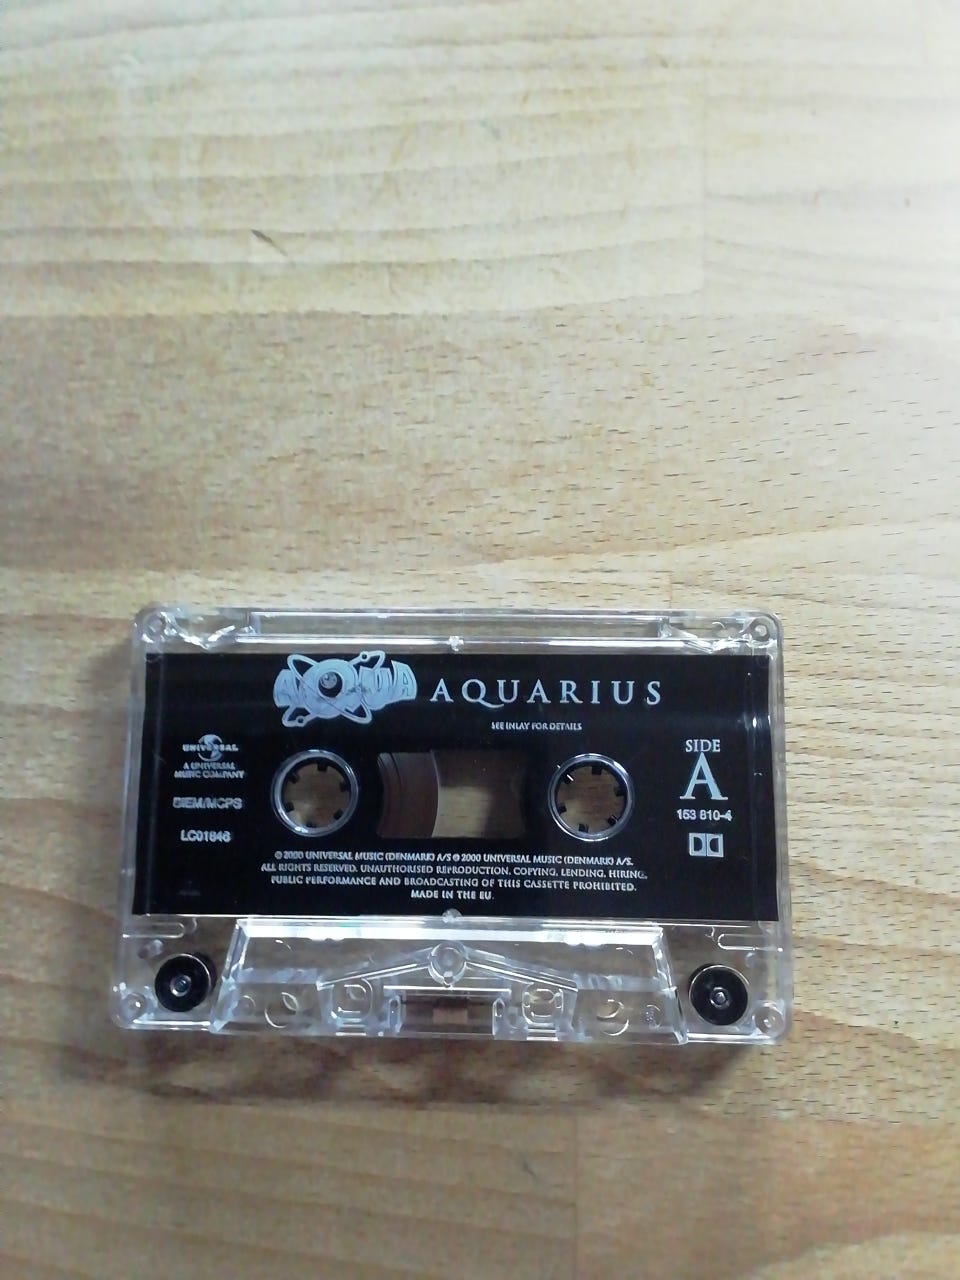 AQUA AQUARIUS
SEE INLAY FOR DETAILS
UNIVERSAL
A UNIVERSAL
MUSIC COMPANY
BIEM/MCPS
LC01846
SIDE
A
153 810-4
℗ 2000 UNIVERSAL MUSIC (DENMARK) A/S © 2000 UNIVERSAL MUSIC (DENMARK) A/S.
ALL RIGHTS RESERVED. UNAUTHORISED REPRODUCTION, COPYING, LENDING, HIRING,
PUBLIC PERFORMANCE AND BROADCASTING OF THIS CASSETTE PROHIBITED.
MADE IN THE EU.